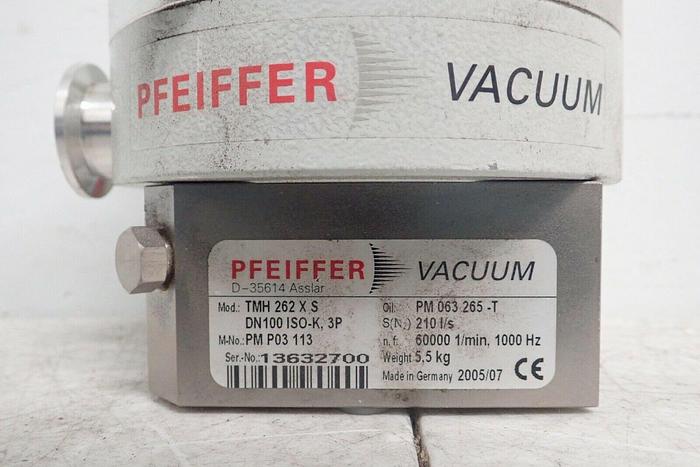 PFEIFFER VACUUM
PFEIFFER VACUUM
D-35614 Asslar
Mod.: TMH 262 X S
DN100 ISO-K, 3P
M-No.: PM P03 113
Ser.-No.: 13632700
Oil: PM 063 265 -T
S(N₂) 210 l/s
n. f. 60000 1/min, 1000 Hz
Weight 5,5 kg
Made in Germany 2005/07 CE